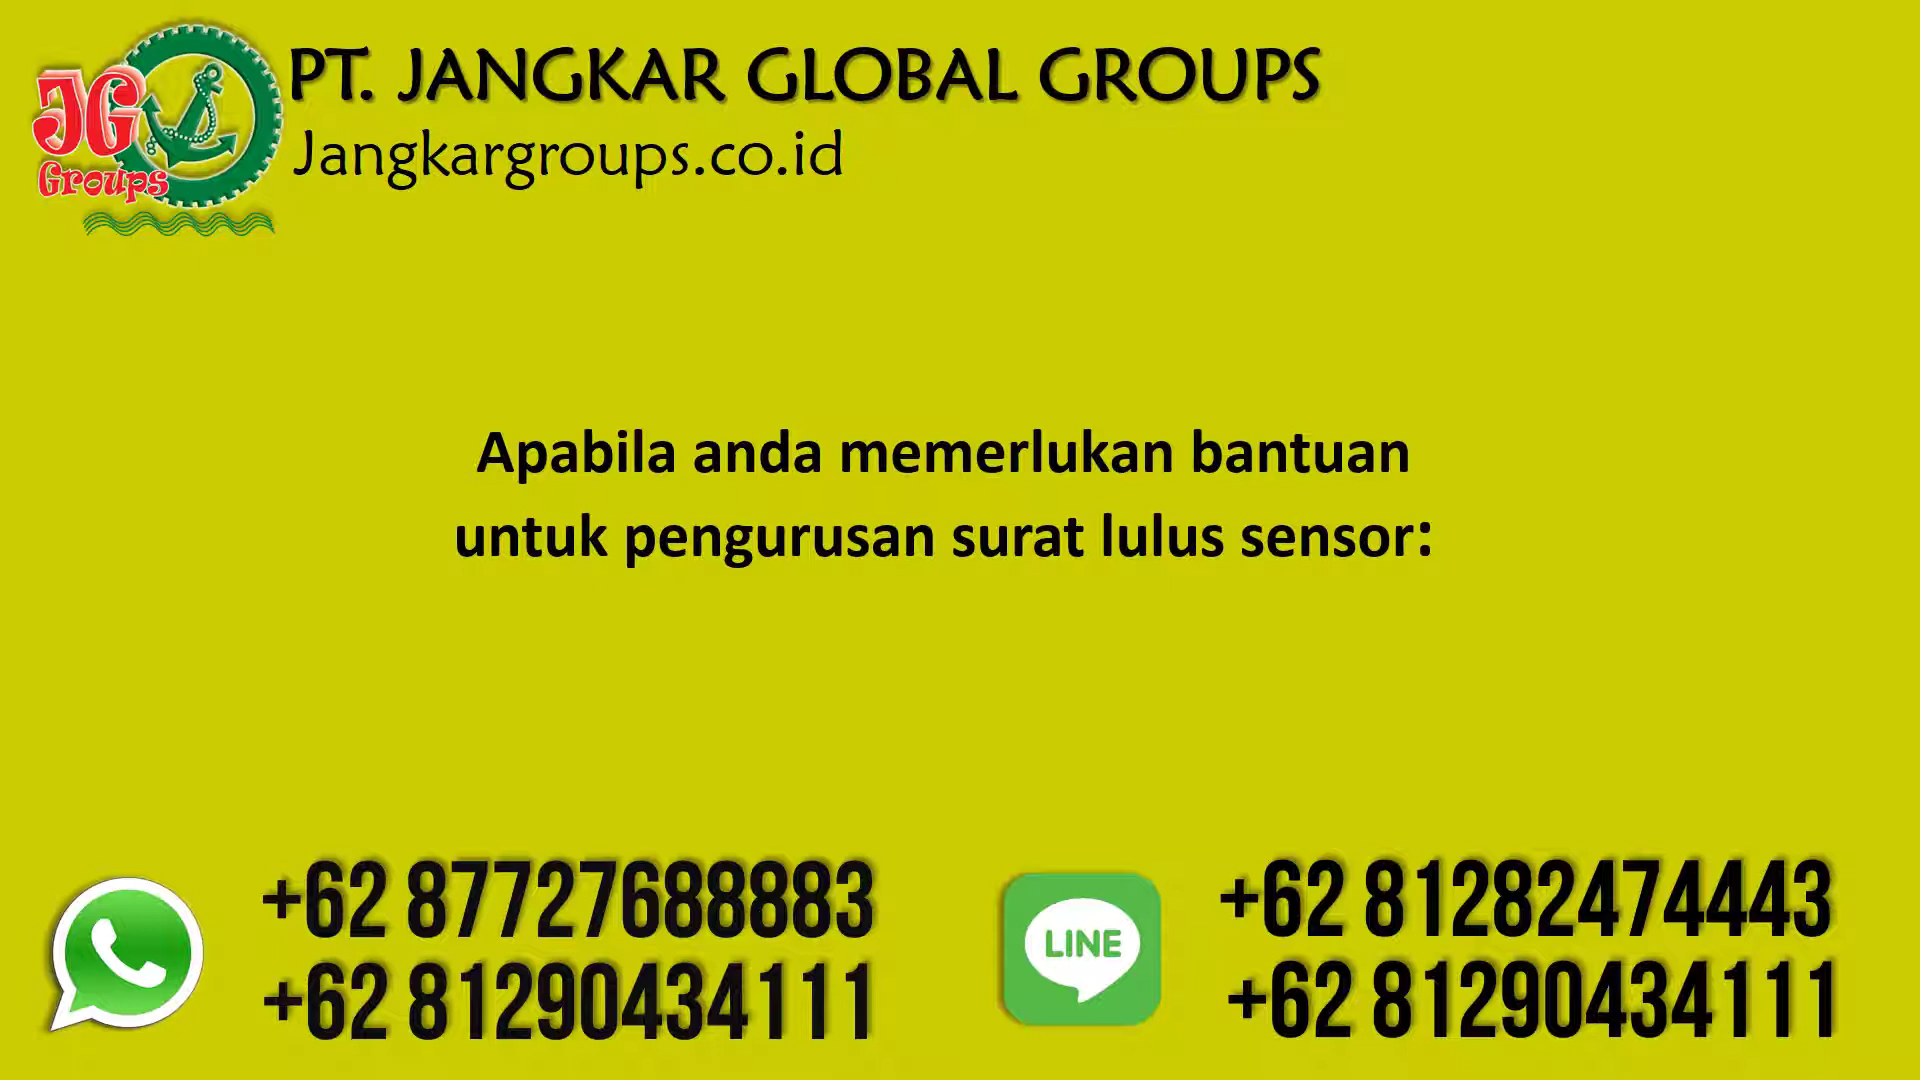 JG
Groups
PT. JANGKAR GLOBAL GROUPS
Jangkargroups.co.id
Apabila anda memerlukan bantuan
untuk pengurusan surat lulus sensor:
+62 87727688883
+62 81290434111
LINE
+62 81282474443
+62 81290434111